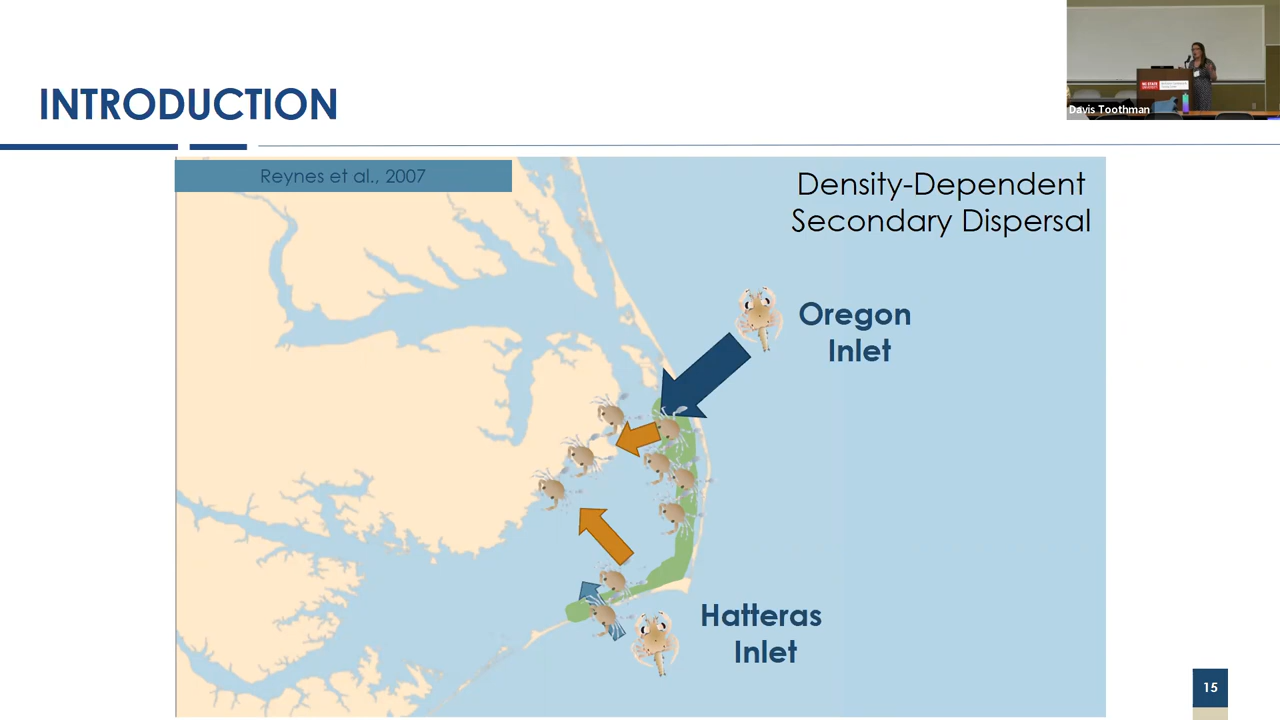 INTRODUCTION
Davis Toothman
Reynes et al., 2007
Density-Dependent
Secondary Dispersal
Oregon
Inlet
Hatteras
Inlet
15